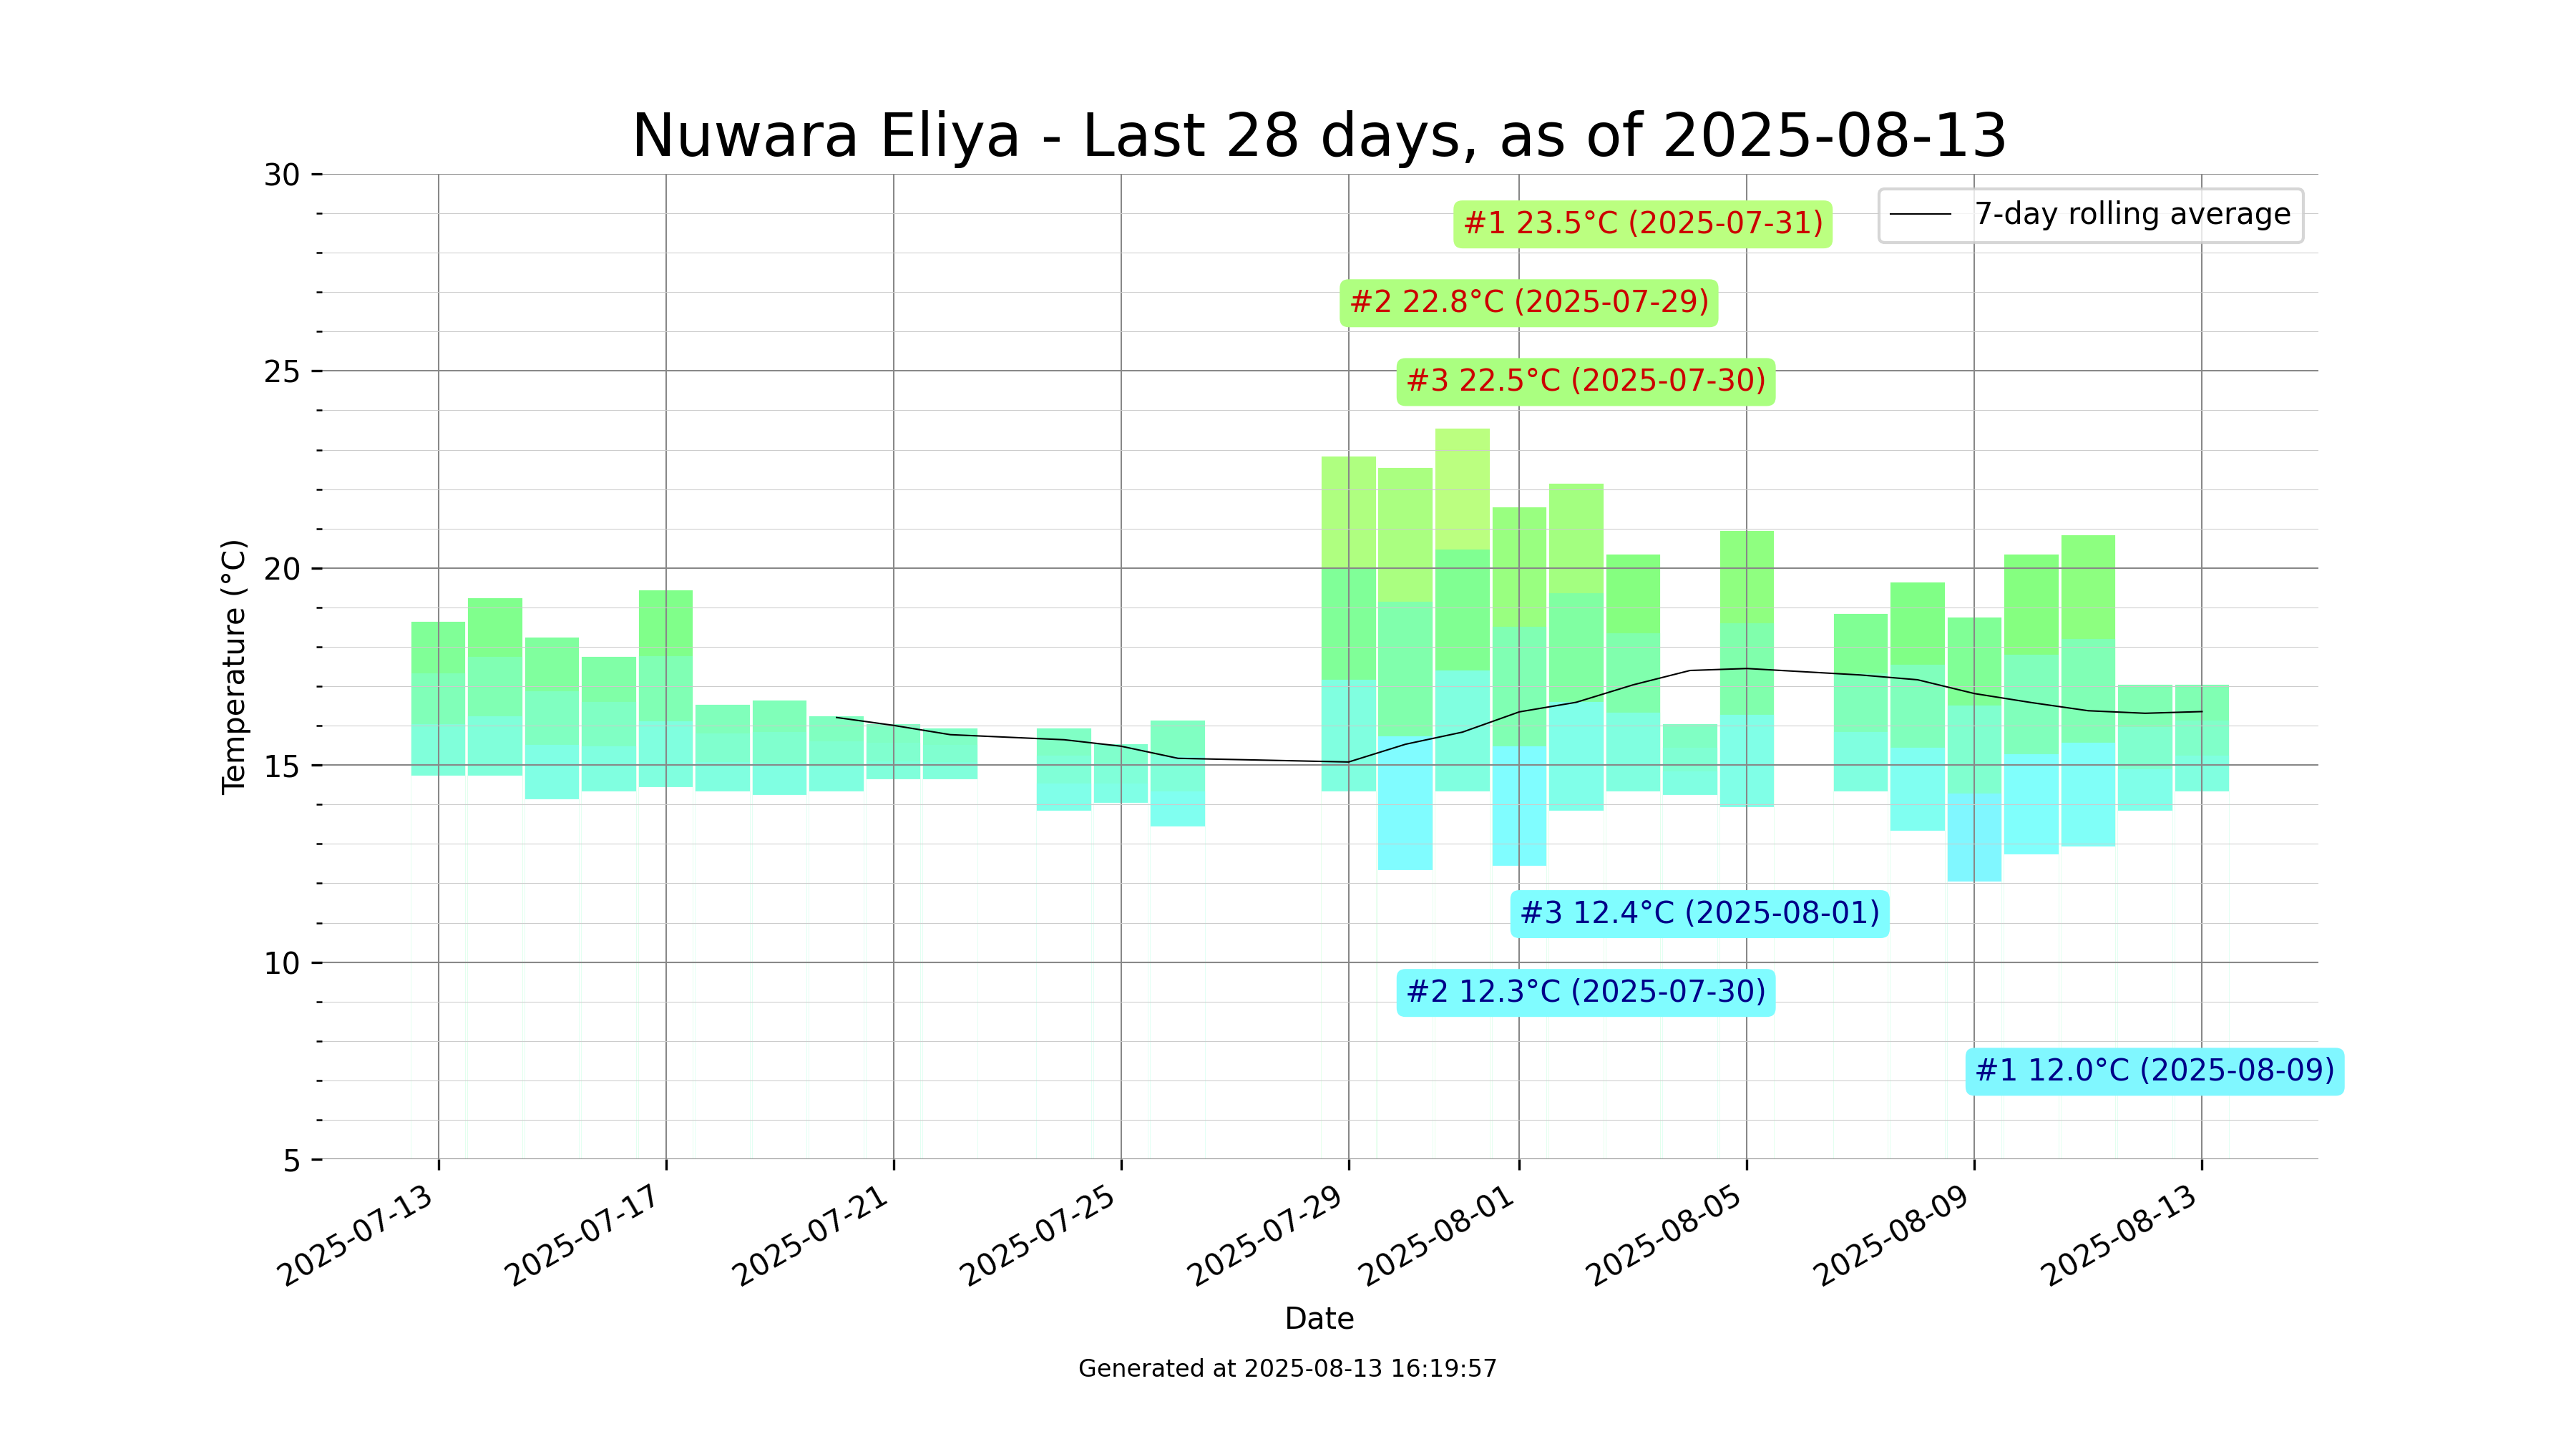 Nuwara Eliya - Last 28 days, as of 2025-08-13
7-day rolling average
#1 23.5°C (2025-07-31)
#2 22.8°C (2025-07-29)
#3 22.5°C (2025-07-30)
#3 12.4°C (2025-08-01)
#2 12.3°C (2025-07-30)
#1 12.0°C (2025-08-09)
Temperature (°C)
30
25
20
15
10
5
2025-07-13
2025-07-17
2025-07-21
2025-07-25
2025-07-29
2025-08-01
2025-08-05
2025-08-09
2025-08-13
Date
Generated at 2025-08-13 16:19:57